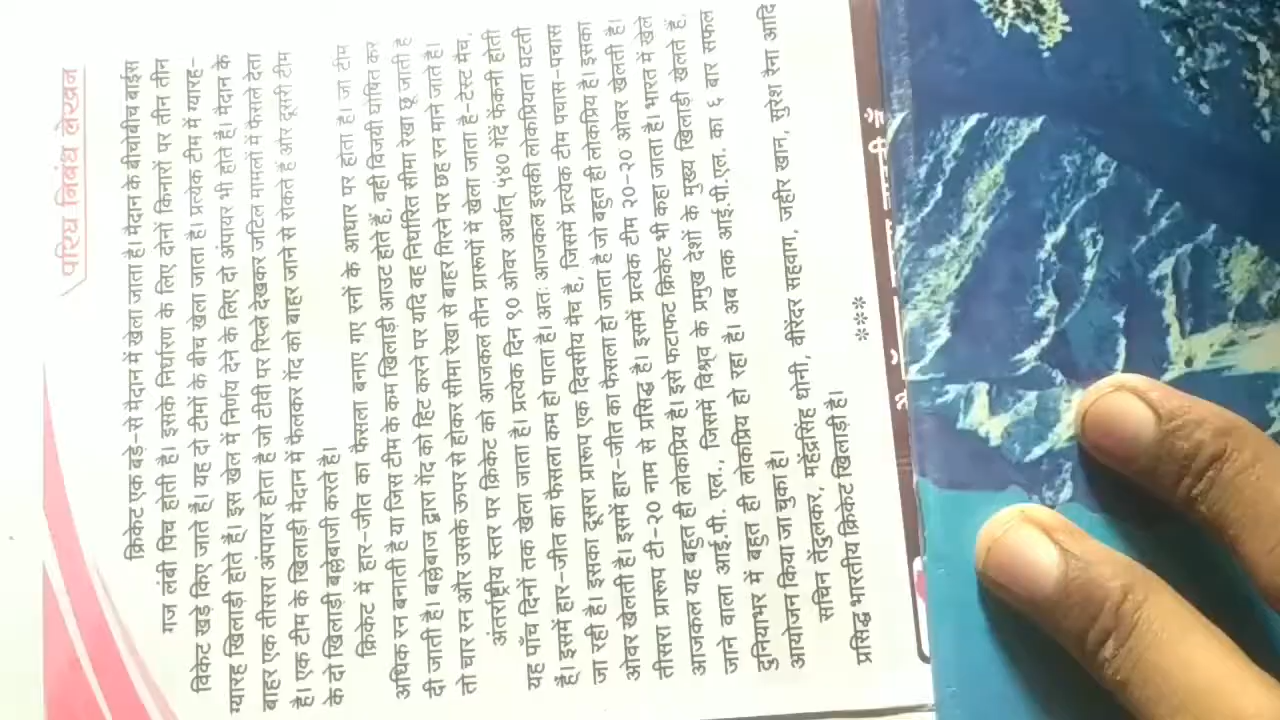 परिय निबंध लेखन
क्रिकेट एक बड़े-से मैदान में खेला जाता है। मैदान के बीचोबीच बाईस
गज लंबी पिच होती है। इसके निर्धारण के लिए दोनों किनारों पर तीन तीन
विकेट खड़े किए जाते हैं। यह दो टीमों के बीच खेला जाता है। प्रत्येक टीम में ग्यारह-
ग्यारह खिलाड़ी होते है। इस खेल में निर्णय देने के लिए दो अंपायर भी होते है। मैदान के
बाहर एक तीसरा अंपायर होता है जो टीवी पर रिप्ले देखकर जटिल मामलों में फैसले देता
है। एक टीम के खिलाड़ी मैदान में फैलकर गेंद को बाहर जाने से रोकते हैं और दूसरी टीम
के दो खिलाड़ी बल्लेबाजी करते है।
क्रिकेट में हार-जीत का फैसला बनाए गए रनों के आधार पर होता है। जो टीम
अधिक रन बनाती है या जिस टीम के कम खिलाड़ी आउट होते है, वही विजयी घोषित कर
दी जाती है। बल्लेबाज द्वारा गेंद को हिट करने पर यदि वह निर्धारित सीमा रेखा छू जाती है
तो चार रन और उसके ऊपर से होकर सीमा रेखा से बाहर गिरने पर छह रन माने जाते है।
अंतर्राष्ट्रीय स्तर पर क्रिकेट को आजकल तीन प्रारूपों में खेला जाता है-टेस्ट मैच,
यह पाँच दिनों तक खेला जाता है। प्रत्येक दिन ९० ओवर अर्थात् ५४० गेंदें फेंकनी होती
है। इसमें हार-जीत का फैसला कम हो पाता है। अतः आजकल इसकी लोकप्रियता घटती
जा रही है। इसका दूसरा प्रारूप एक दिवसीय मैच है, जिसमें प्रत्येक टीम पचास-पचास
ओवर खेलती है। इसमें हार-जीत का फैसला हो जाता है जो बहुत ही लोकप्रिय है। इसका
तीसरा प्रारूप टी-२० नाम से प्रसिद्ध है। इसमें प्रत्येक टीम २०-२० ओवर खेलती है।
आजकल यह बहुत ही लोकप्रिय है। इसे फटाफट क्रिकेट भी कहा जाता है। भारत में खेले
जाने वाला आई.पी. एल., जिसमें विश्व के प्रमुख देशों के मुख्य खिलाड़ी खेलते है,
दुनियाभर में बहुत ही लोकप्रिय हो रहा है। अब तक आई.पी.एल. का ६ बार सफल
आयोजन किया जा चुका है।
सचिन तेंदुलकर, महेंद्रसिंह धोनी, वीरेंदर सहवाग, जहीर खान, सुरेश रैना आदि
प्रसिद्ध भारतीय क्रिकेट खिलाड़ी है।
***